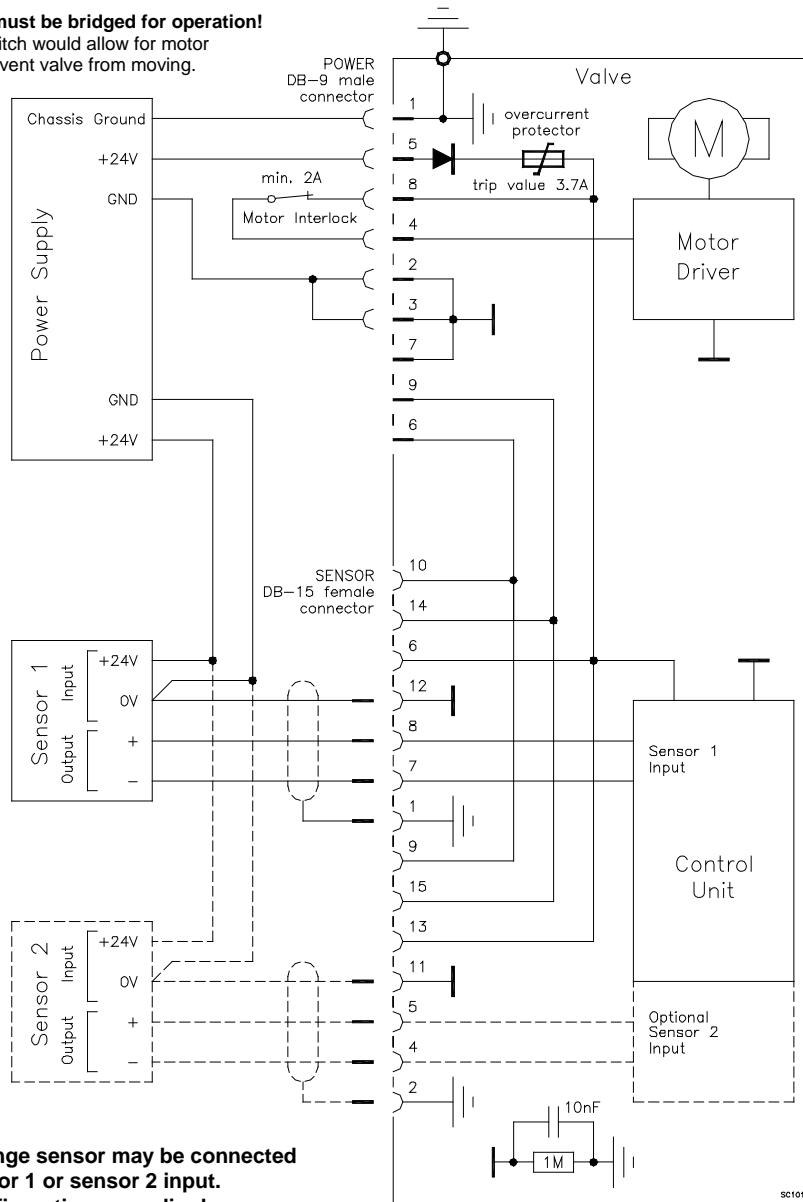 must be bridged for operation!
itch would allow for motor
vent valve from moving.
POWER
DB-9 male
connector
Valve
Chassis Ground
+24V
GND
Power Supply
GND
+24V
min. 2A
Motor Interlock
1
5
8
4
2
3
7
9
6
overcurrent
protector
trip value 3.7A
M
Motor
Driver
SENSOR
DB-15 female
connector
10
14
6
12
8
7
1
9
15
13
11
5
4
2
Sensor 1
Input
Output
+24V
0V
+
-
Sensor 1
Input
Control
Unit
Sensor 2
Input
Output
+24V
0V
+
-
Optional
Sensor 2
Input
10nF
1M
nge sensor may be connected
or 1 or sensor 2 input.